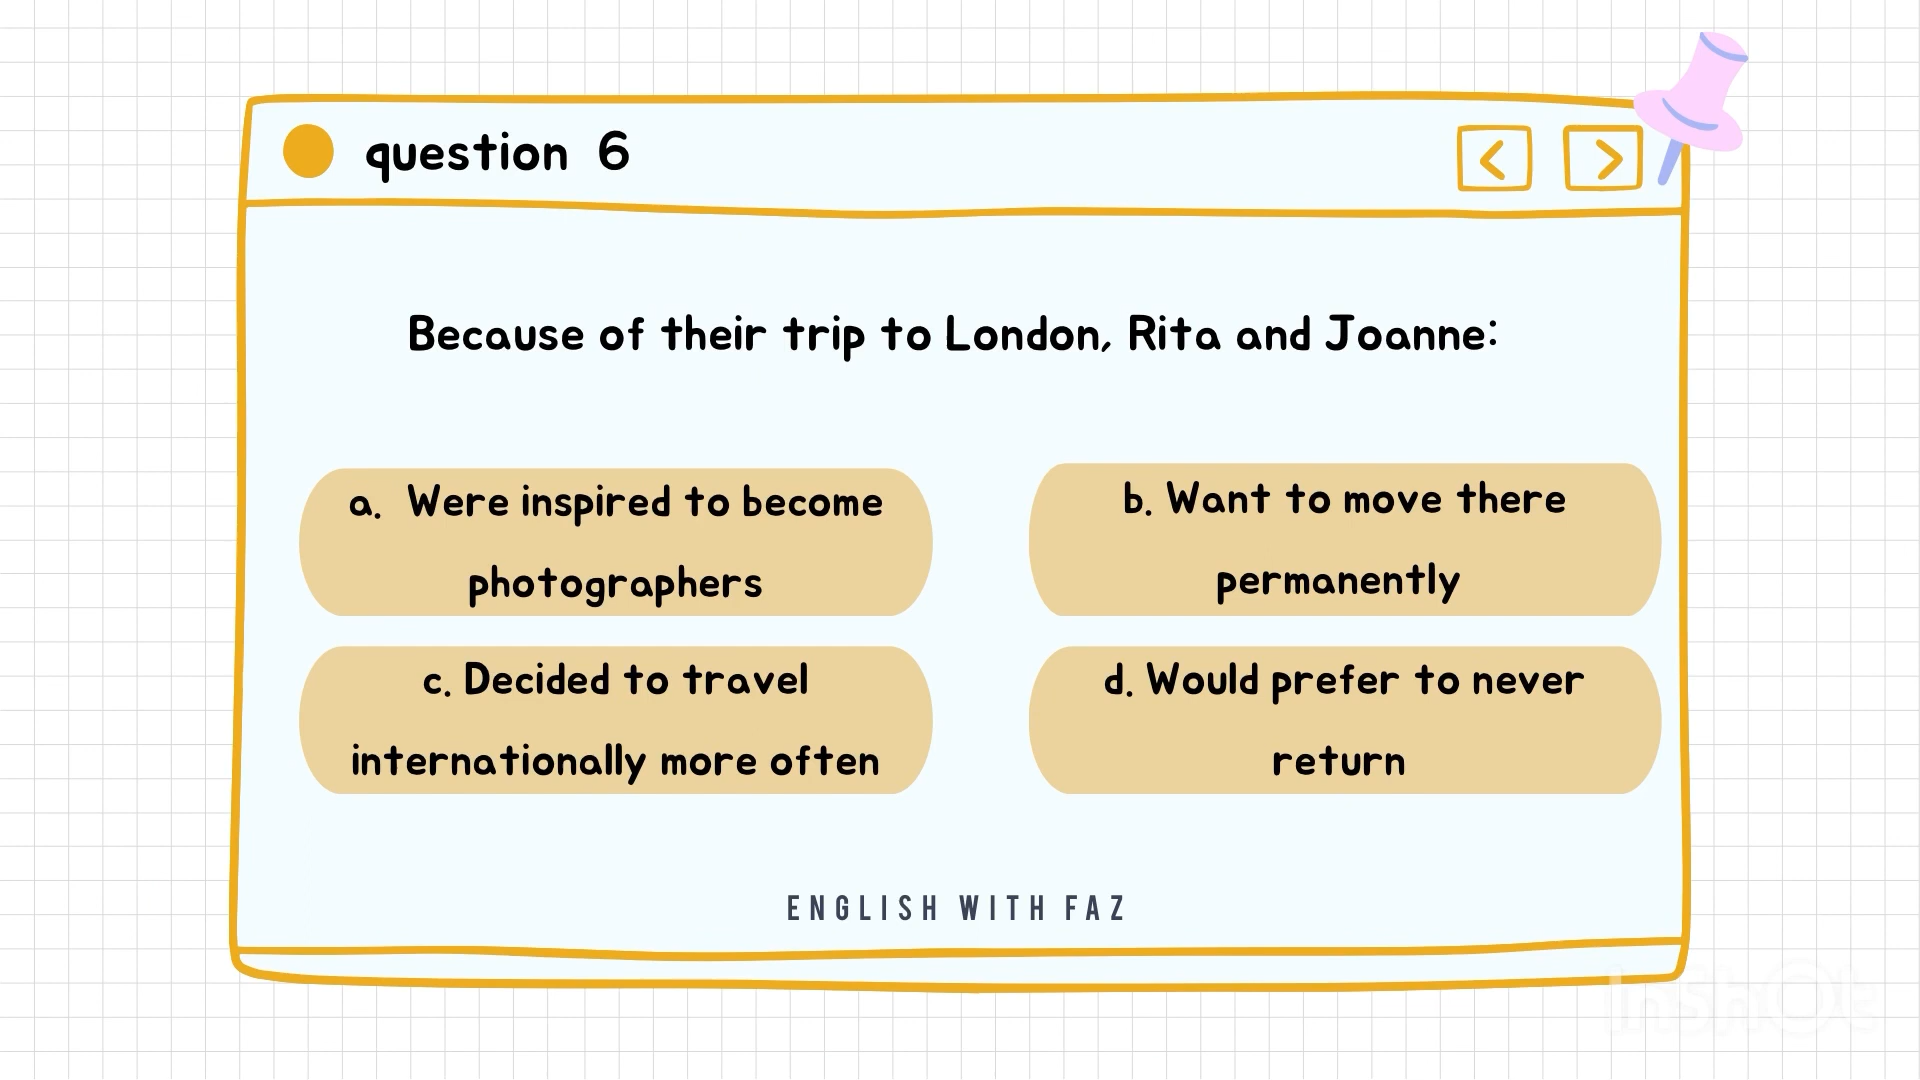 question 6
Because of their trip to London, Rita and Joanne:
a. Were inspired to become
photographers
b. Want to move there
permanently
c. Decided to travel
internationally more often
d. Would prefer to never
return
ENGLISH WITH FAZ
InShOt